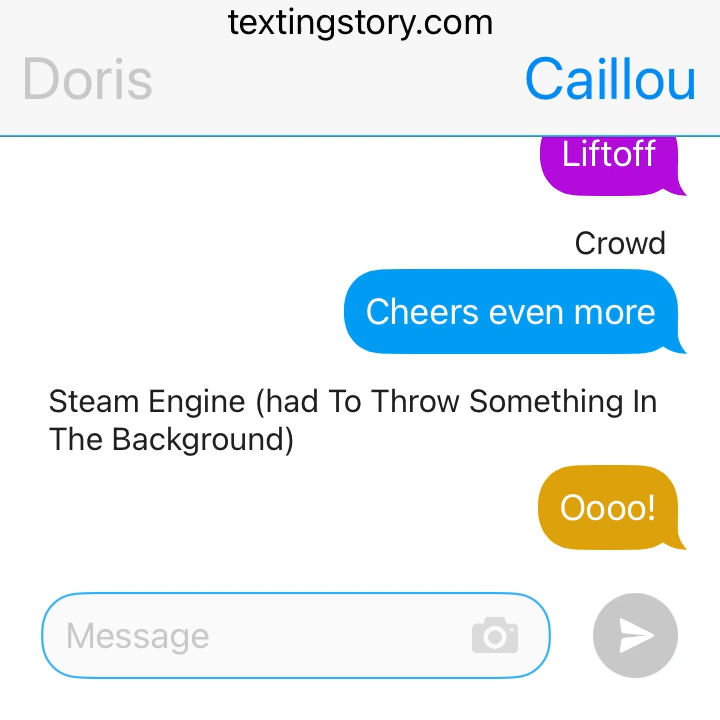 textingstory.com
Doris
Caillou
Liftoff
Crowd
Cheers even more
Steam Engine (had To Throw Something In
The Background)
Oooo!
Message